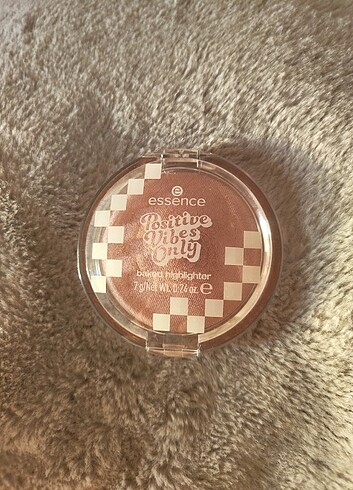 essence
Positive
Vibes
Only
baked highlighter
7 g/Net Wt. 0.24 oz. ℮